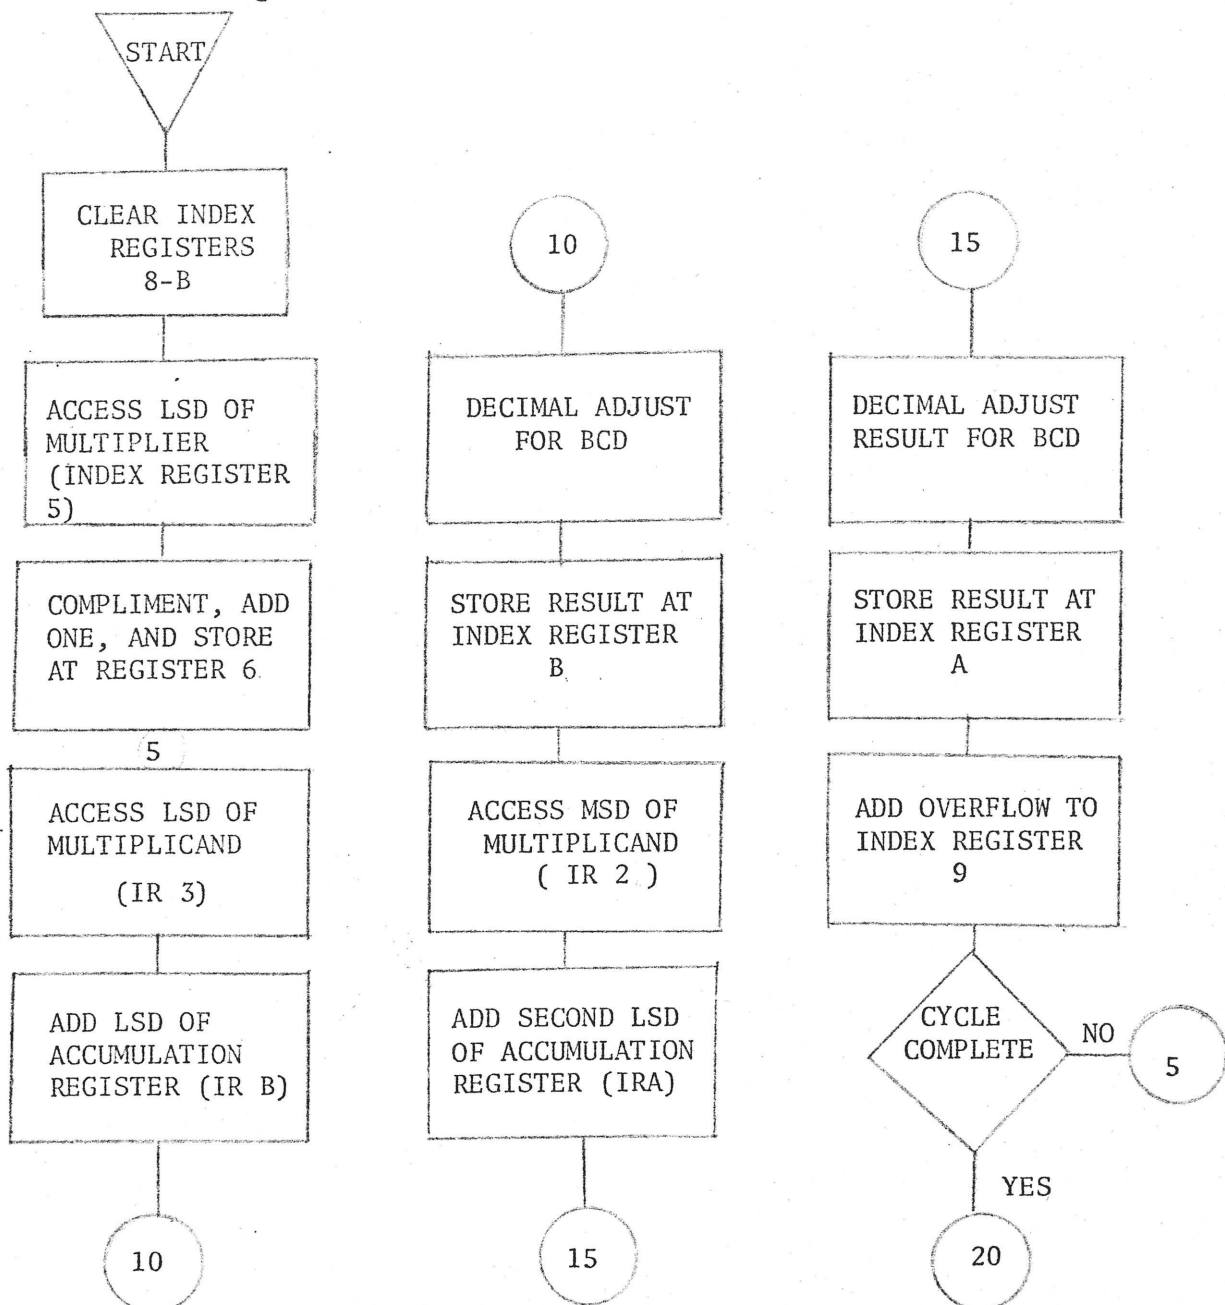 START
CLEAR INDEX
REGISTERS
8-B
ACCESS LSD OF
MULTIPLIER
(INDEX REGISTER
5)
COMPLIMENT, ADD
ONE, AND STORE
AT REGISTER 6
5
ACCESS LSD OF
MULTIPLICAND
(IR 3)
ADD LSD OF
ACCUMULATION
REGISTER (IR B)
10
10
DECIMAL ADJUST
FOR BCD
STORE RESULT AT
INDEX REGISTER
B
ACCESS MSD OF
MULTIPLICAND
( IR 2 )
ADD SECOND LSD
OF ACCUMULATION
REGISTER (IRA)
15
15
DECIMAL ADJUST
RESULT FOR BCD
STORE RESULT AT
INDEX REGISTER
A
ADD OVERFLOW TO
INDEX REGISTER
9
CYCLE
COMPLETE
NO
5
YES
20